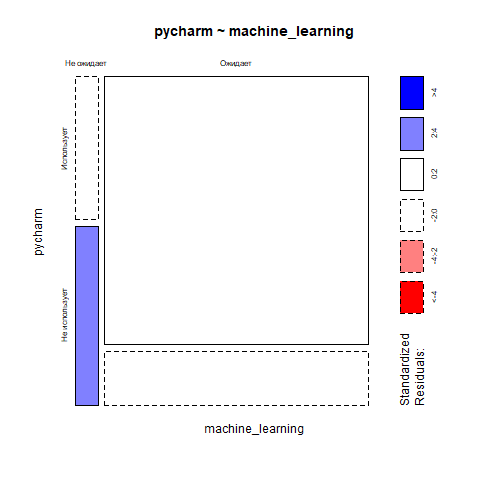 pycharm ~ machine_learning
Не ожидает
Ожидает
Использует
Не использует
pycharm
machine_learning
>4
2:4
0:2
-2:0
-4:-2
<-4
Standardized
Residuals: